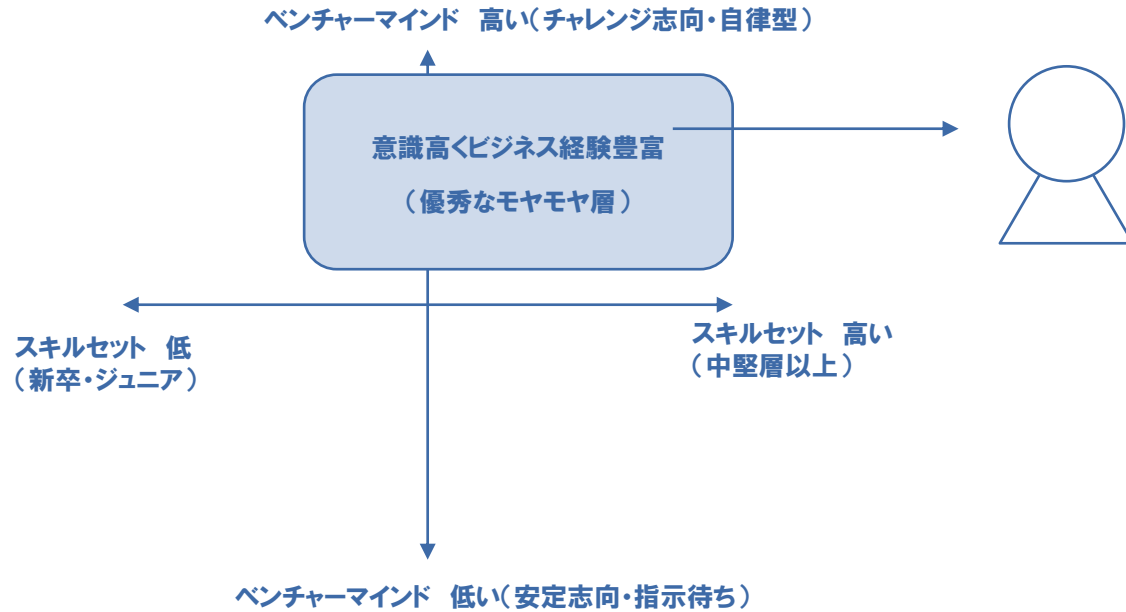 ベンチャーマインド　高い（チャレンジ志向・自律型）
意識高くビジネス経験豊富
（優秀なモヤモヤ層）
スキルセット　低
（新卒・ジュニア）
スキルセット　高い
（中堅層以上）
ベンチャーマインド　低い（安定志向・指示待ち）